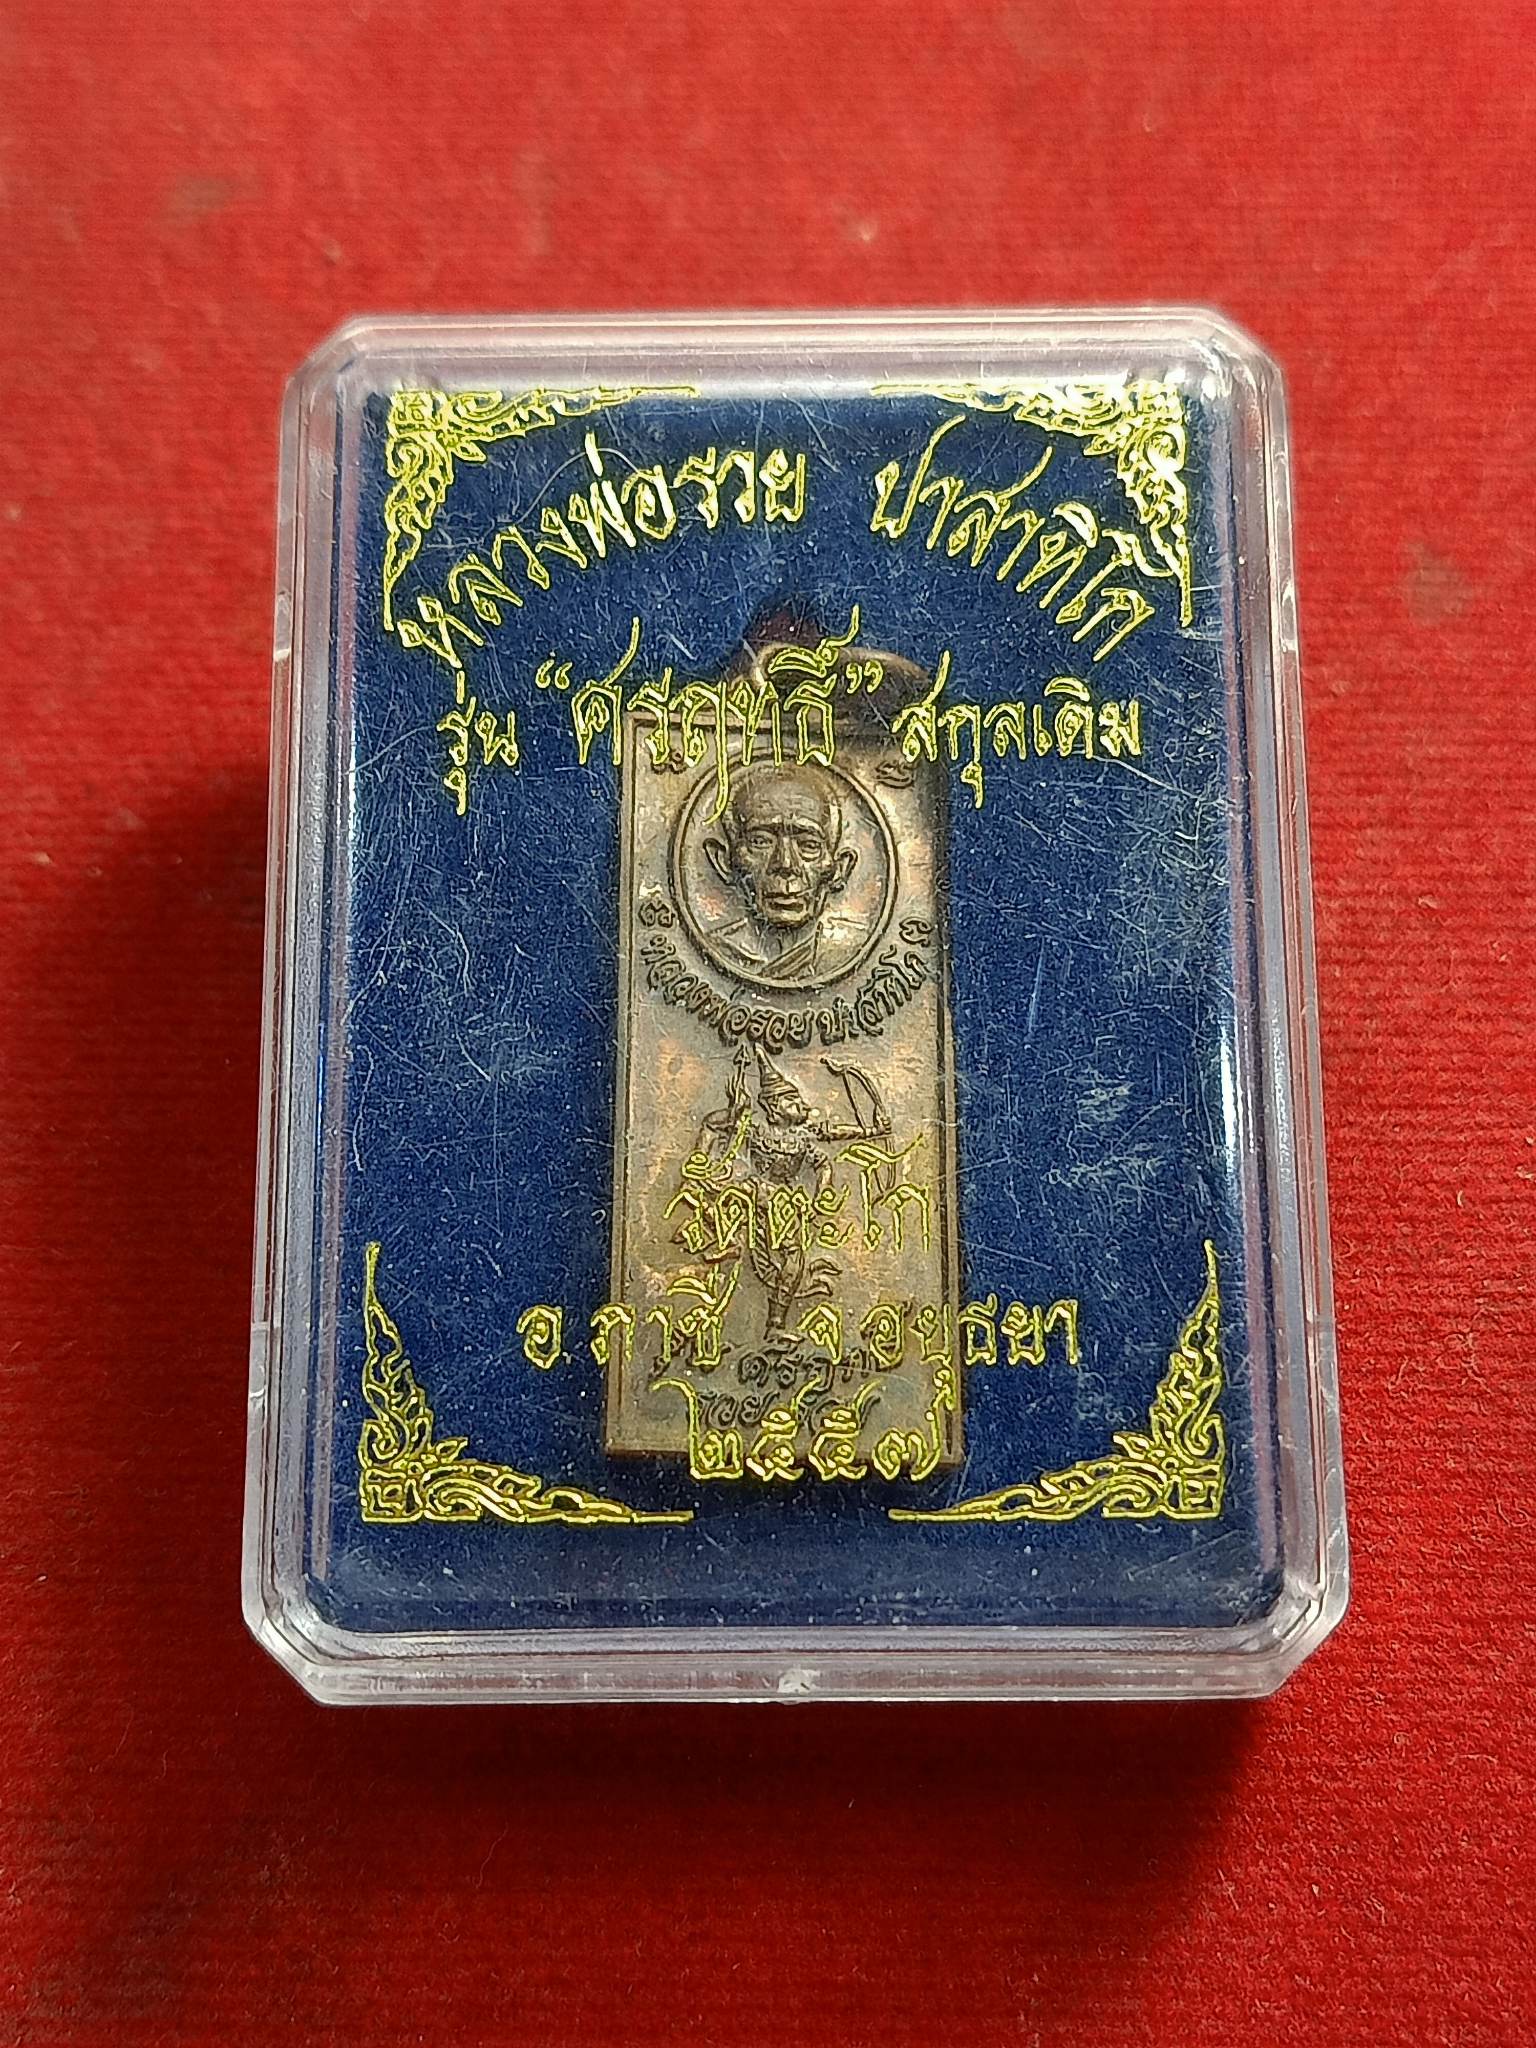 หลวงพ่อรวย ปาสาทิโก
รุ่น “ศรฤทธิ์” สกุลเดิม
หลวงพ่อรวย ปาสาทิโก
วัดตะโก
อ.ภาชี จ.อยุธยา
๒๕๕๗